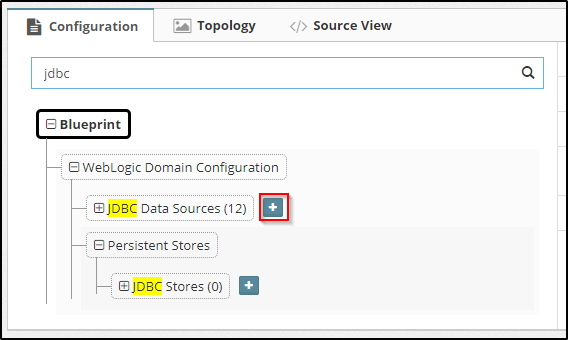 Configuration Topology </> Source View
jdbc
Blueprint
WebLogic Domain Configuration
JDBC Data Sources (12)
Persistent Stores
JDBC Stores (0)